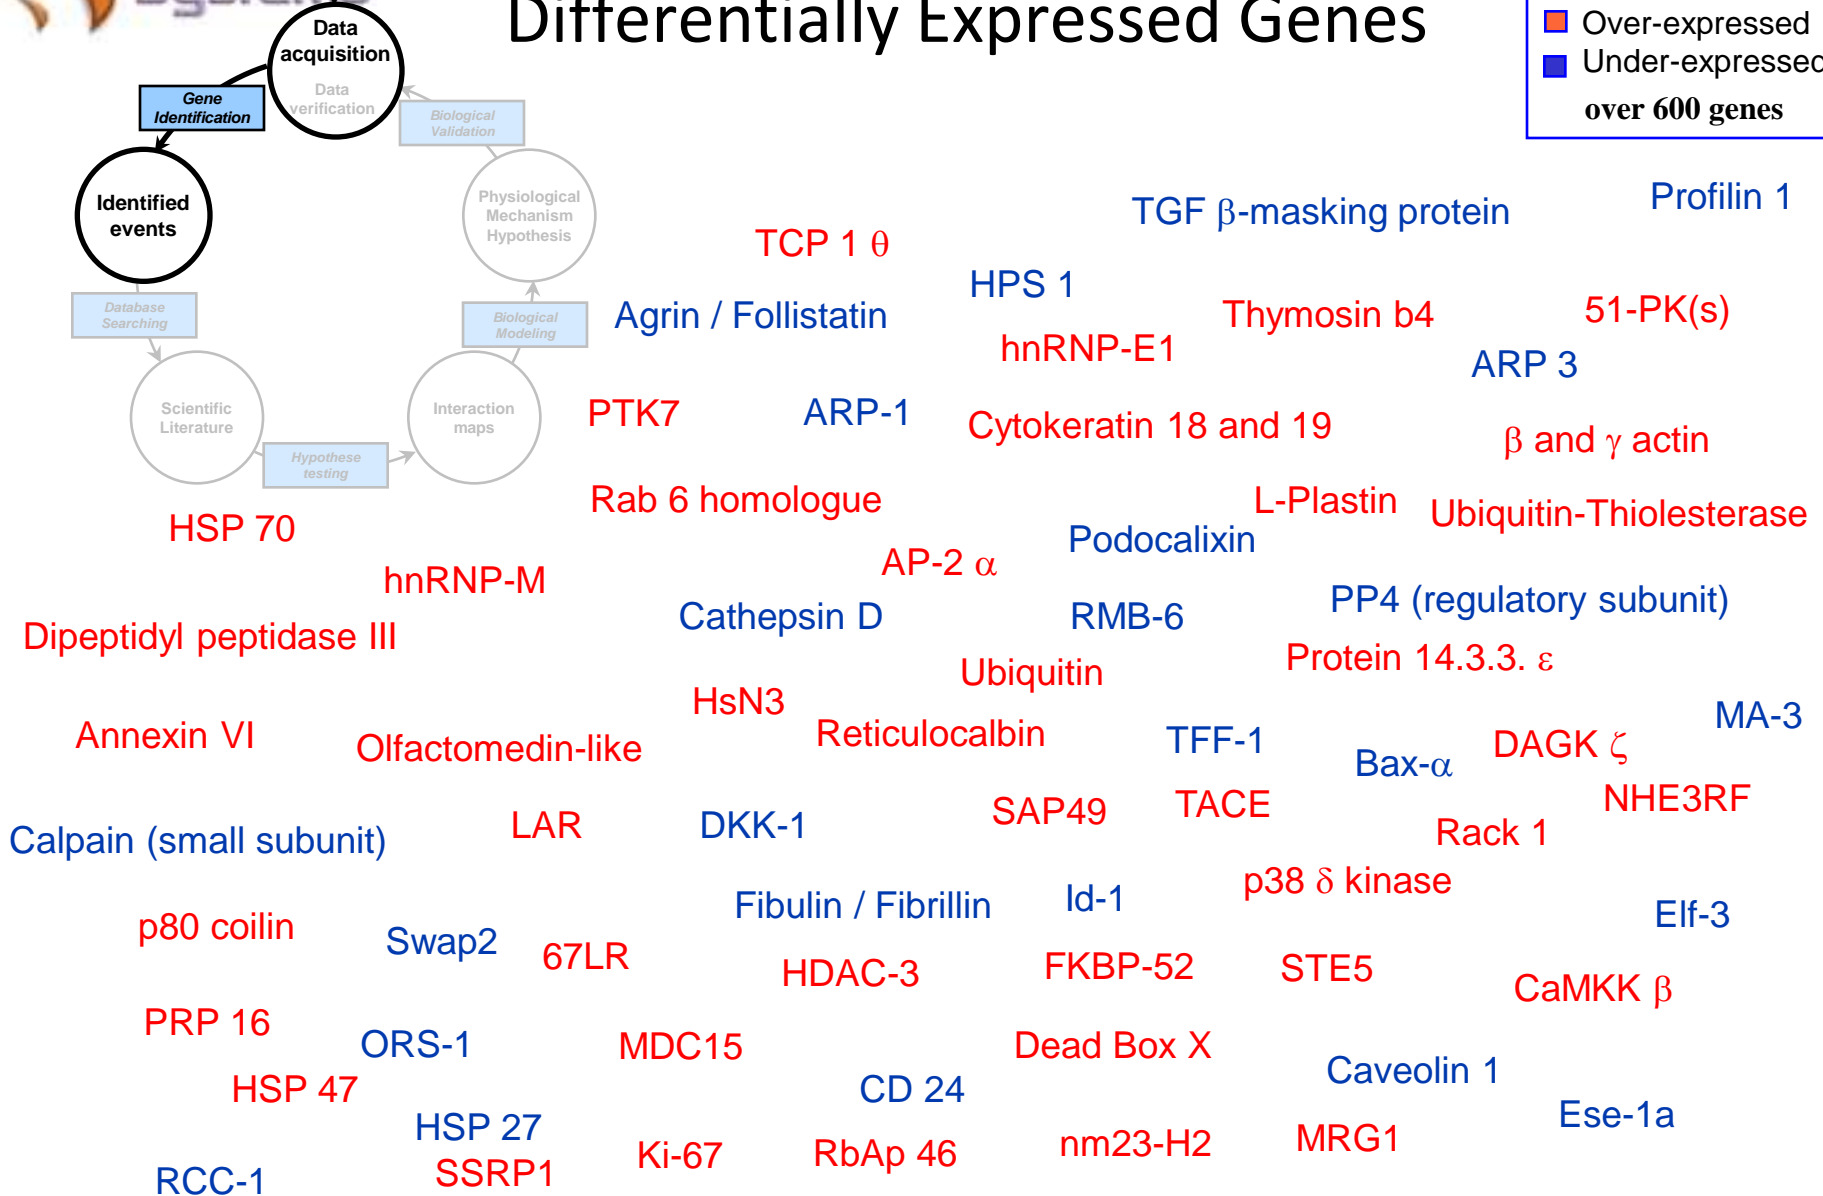 Differentially Expressed Genes
Over-expressed
Under-expressed
over 600 genes
Data
acquisition
Data
verification
Gene
Identification
Biological
Validation
Identified
events
Physiological
Mechanism
Hypothesis
Database
Searching
Biological
Modeling
Scientific
Literature
Interaction
maps
Hypothese
testing
TGF β-masking protein
Profilin 1
TCP 1 θ
HPS 1
Agrin / Follistatin
Thymosin b4
51-PK(s)
hnRNP-E1
ARP 3
PTK7
ARP-1
Cytokeratin 18 and 19
β and γ actin
Rab 6 homologue
L-Plastin
Ubiquitin-Thiolesterase
HSP 70
Podocalixin
AP-2 α
hnRNP-M
Cathepsin D
RMB-6
PP4 (regulatory subunit)
Dipeptidyl peptidase III
Protein 14.3.3. ε
Ubiquitin
HsN3
MA-3
Annexin VI
Olfactomedin-like
Reticulocalbin
TFF-1
Bax-α
DAGK ζ
NHE3RF
SAP49
TACE
LAR
DKK-1
Rack 1
Calpain (small subunit)
p38 δ kinase
Fibulin / Fibrillin
Id-1
Elf-3
p80 coilin
Swap2
67LR
HDAC-3
FKBP-52
STE5
CaMKK β
PRP 16
ORS-1
MDC15
Dead Box X
Caveolin 1
HSP 47
CD 24
Ese-1a
HSP 27
Ki-67
RbAp 46
nm23-H2
MRG1
SSRP1
RCC-1